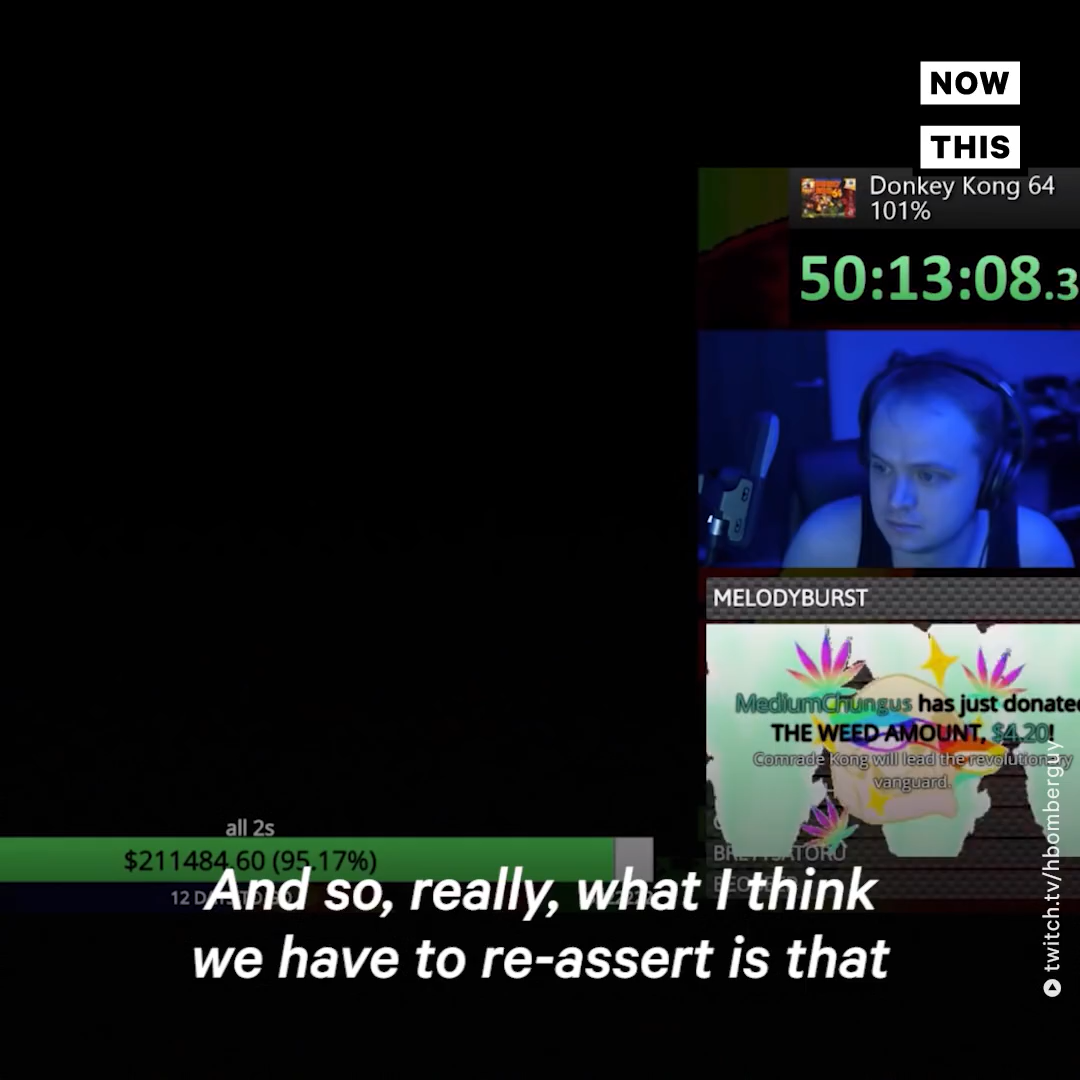 NOW
THIS
Donkey Kong 64
101%
50:13:08.3
MELODYBURST
MediumChungus has just donated
THE WEED AMOUNT, $4.20!
Comrade Kong will lead the revolutionary
vanguard.
all 2s
$211484.60 (95.17%)
And so, really, what I think
we have to re-assert is that
twitch.tv/hbomberguy